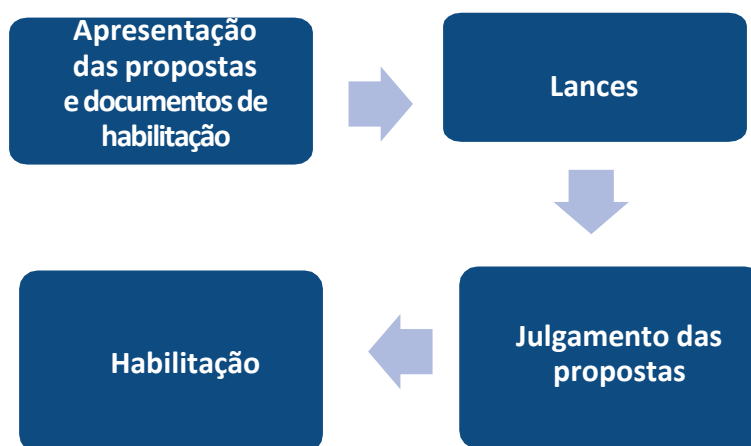 Apresentação
das propostas
e documentos de
habilitação
Lances
Julgamento das
propostas
Habilitação